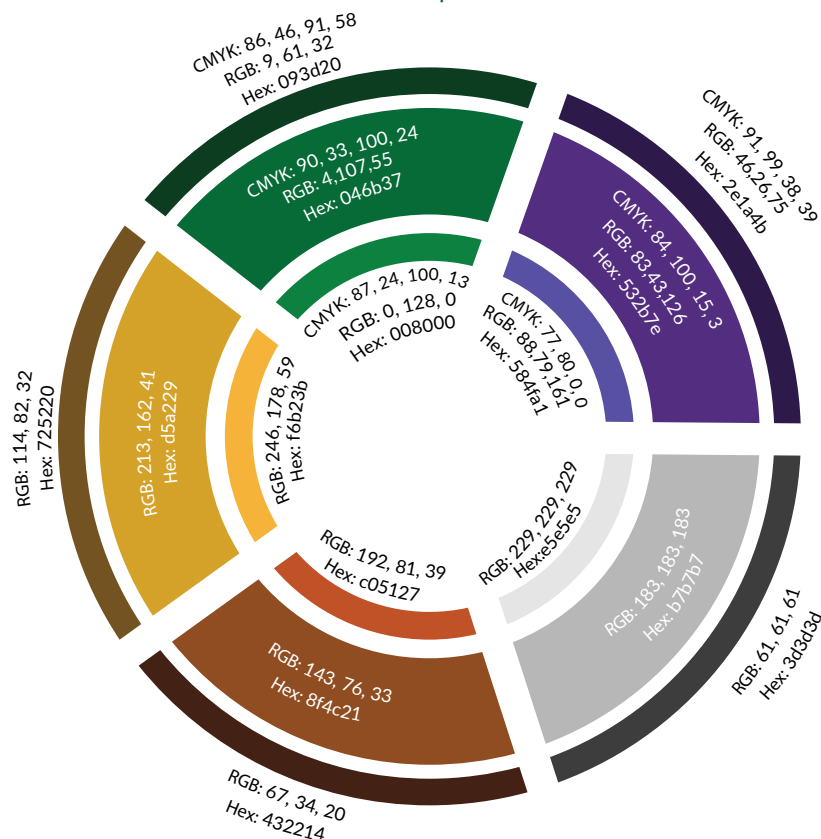 CMYK: 86, 46, 91, 58
RGB: 9, 61, 32
Hex: 093d20
CMYK: 90, 33, 100, 24
RGB: 4,107,55
Hex: 046b37
CMYK: 87, 24, 100, 13
RGB: 0, 128, 0
Hex: 008000
CMYK: 91, 99, 38, 39
RGB: 46,26,75
Hex: 2e1a4b
CMYK: 84, 100, 15, 3
RGB: 83,43,126
Hex: 532b7e
CMYK: 77, 80, 0, 0
RGB: 88,79,161
Hex: 584fa1
RGB: 229, 229, 229
Hex:e5e5e5
RGB: 183, 183, 183
Hex: b7b7b7
RGB: 61, 61, 61
Hex: 3d3d3d
RGB: 192, 81, 39
Hex: c05127
RGB: 143, 76, 33
Hex: 8f4c21
RGB: 67, 34, 20
Hex: 432214
RGB: 114, 82, 32
Hex: 725220
RGB: 213, 162, 41
Hex: d5a229
RGB: 246, 178, 59
Hex: f6b23b